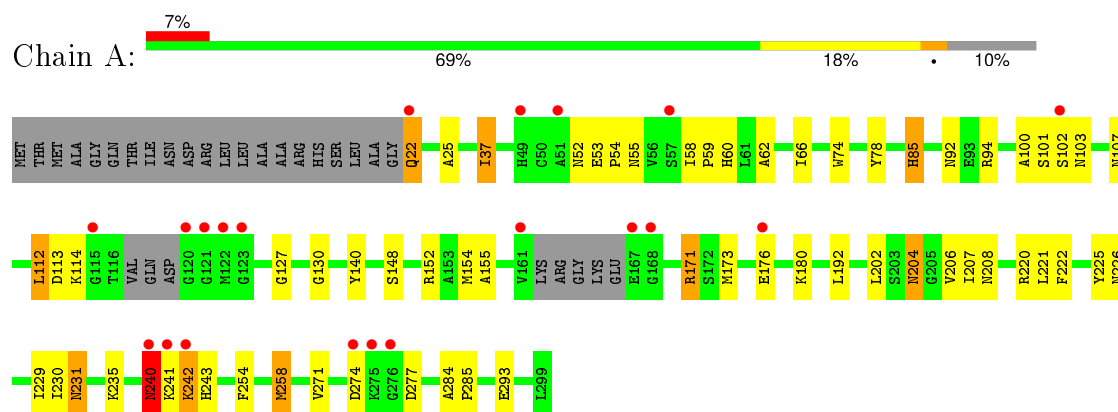 7%
Chain A:
69% 18% • 10%
MET THR MET ALA GLY GLN THR ILE ASN ASP ARG LEU LEU ALA ALA ARG HIS SER LEU ALA GLY Q22 A25 I37 H49 C50 A51 N52 E53 P54 N55 V56 S57 I58 P59 H60 L61 A62 I66 W74 Y78 H85 N92 E93 R94 A100 S101 S102 N103 N107
L112 D113 K114 G115 T116 VAL GLN ASP G120 G121 M122 G123 G127 G130 Y140 S148 R152 A153 M154 A155 V161 LYS ARG GLY LYS GLU E167 G168 R171 S172 M173 E176 K180 L192 L202 S203 N204 G205 V206 I207 N208 R220 L221 F222 Y225 N226
I229 I230 N231 K235 N240 K241 K242 H243 F254 M258 V271 D274 K275 G276 D277 A284 P285 E293 L299